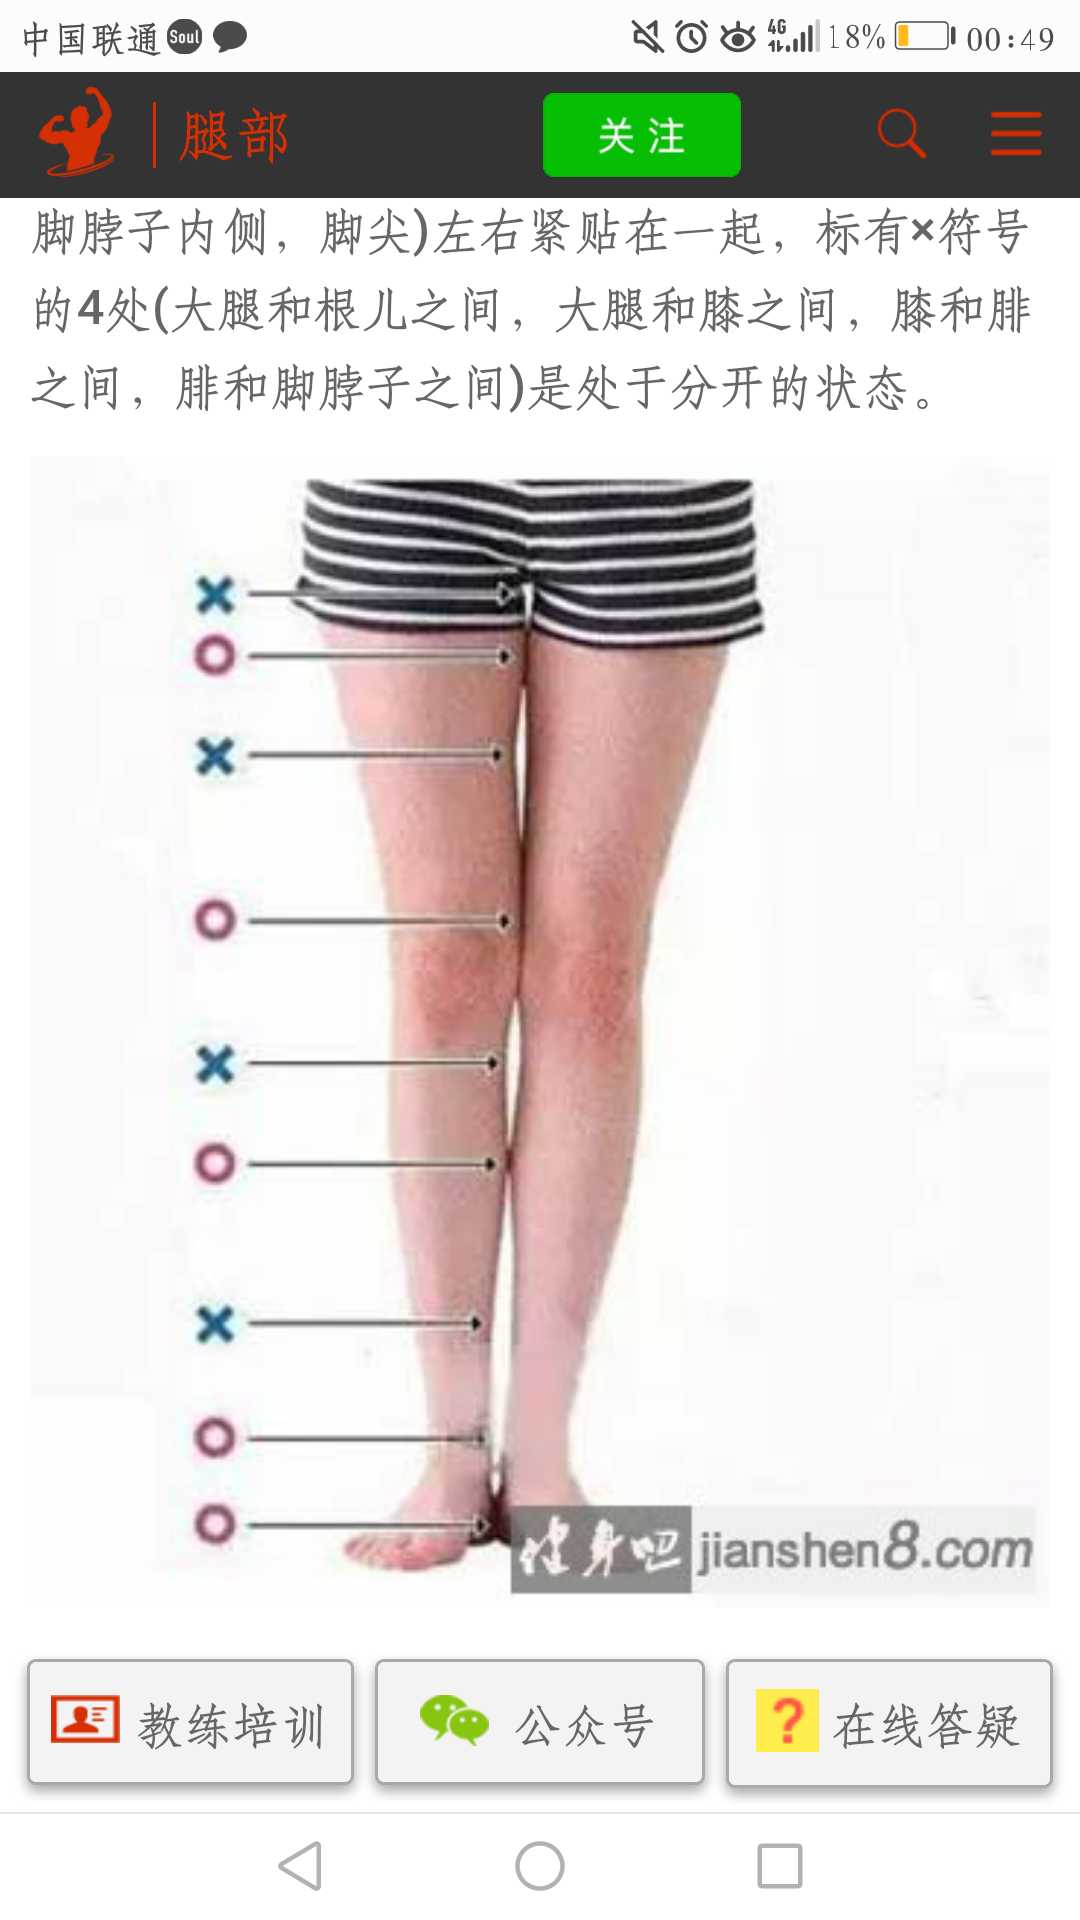 中国联通 Soul 4G 18% 00:49
腿部 关注
脚脖子内侧，脚尖)左右紧贴在一起，标有×符号
的4处(大腿和根儿之间，大腿和膝之间，膝和腓
之间，腓和脚脖子之间)是处于分开的状态。
健身吧 jianshen8.com
教练培训 公众号 ? 在线答疑